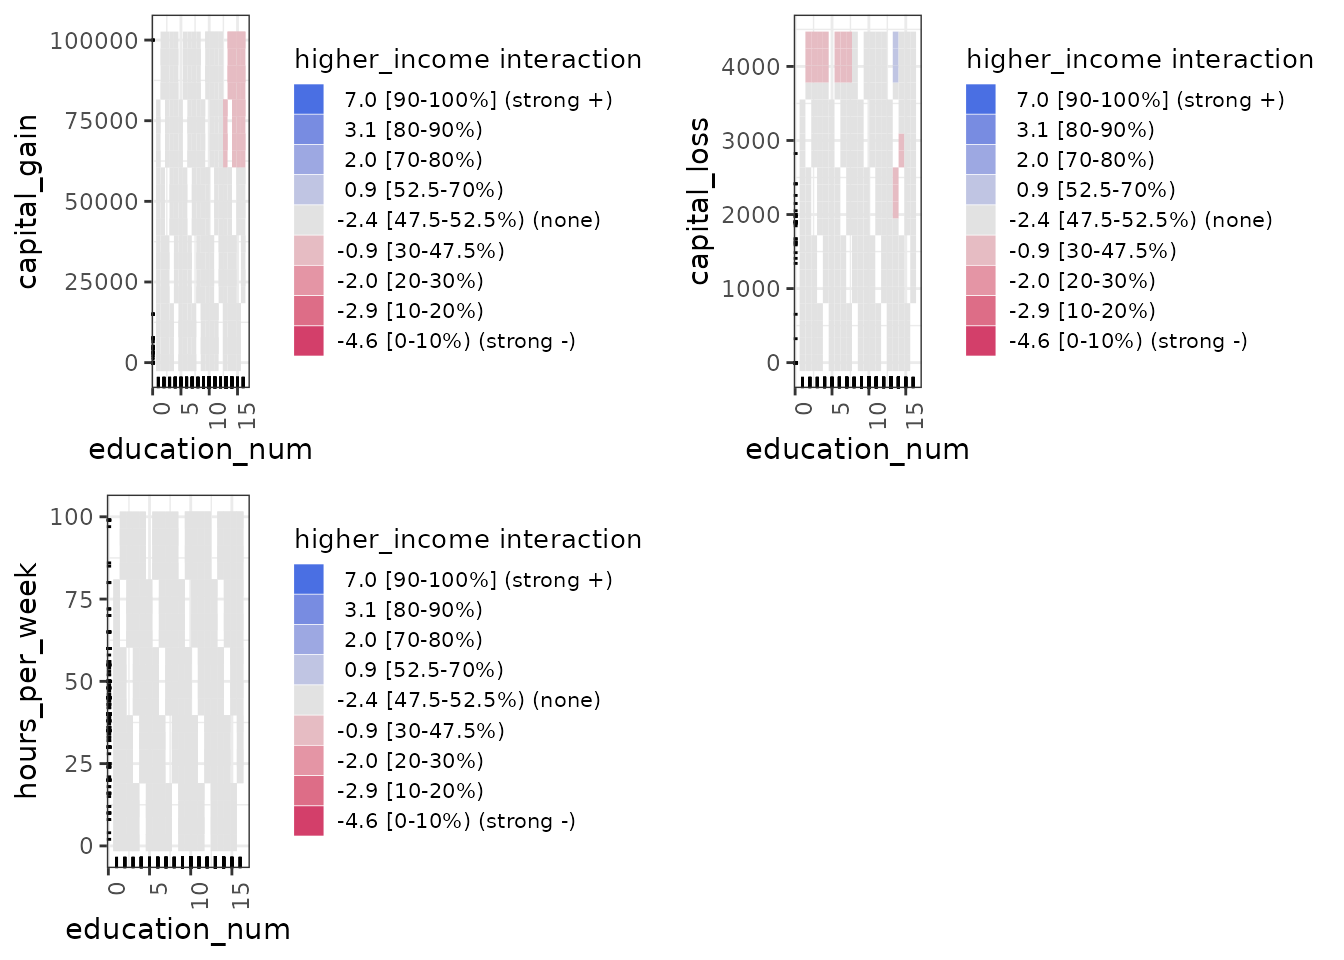 capital_gain
100000
75000
50000
25000
0
0
5
10
15
education_num
higher_income interaction
7.0 [90-100%] (strong +)
3.1 [80-90%)
2.0 [70-80%)
0.9 [52.5-70%)
-2.4 [47.5-52.5%) (none)
-0.9 [30-47.5%)
-2.0 [20-30%)
-2.9 [10-20%)
-4.6 [0-10%) (strong -)
capital_loss
4000
3000
2000
1000
0
0
5
10
15
education_num
higher_income interaction
7.0 [90-100%] (strong +)
3.1 [80-90%)
2.0 [70-80%)
0.9 [52.5-70%)
-2.4 [47.5-52.5%) (none)
-0.9 [30-47.5%)
-2.0 [20-30%)
-2.9 [10-20%)
-4.6 [0-10%) (strong -)
hours_per_week
100
75
50
25
0
0
5
10
15
education_num
higher_income interaction
7.0 [90-100%] (strong +)
3.1 [80-90%)
2.0 [70-80%)
0.9 [52.5-70%)
-2.4 [47.5-52.5%) (none)
-0.9 [30-47.5%)
-2.0 [20-30%)
-2.9 [10-20%)
-4.6 [0-10%) (strong -)